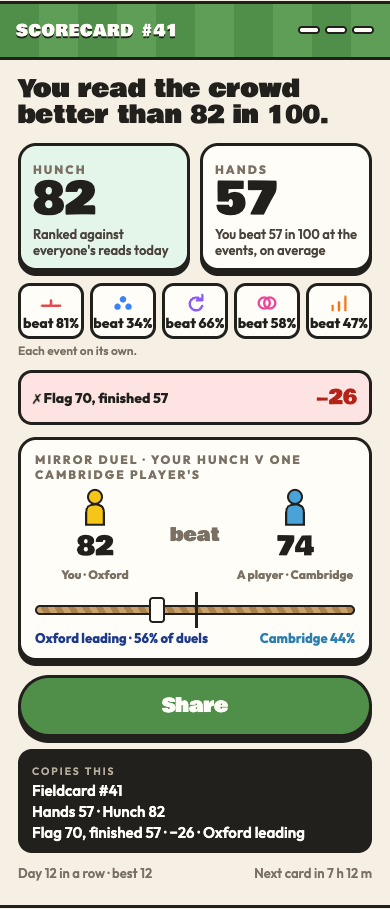 SCORECARD #41
You read the crowd
better than 82 in 100.
HUNCH
82
Ranked against
everyone's reads today
HANDS
57
You beat 57 in 100 at the
events, on average
beat 81%
beat 34%
beat 66%
beat 58%
beat 47%
Each event on its own.
✗ Flag 70, finished 57
−26
MIRROR DUEL · YOUR HUNCH V ONE
CAMBRIDGE PLAYER'S
82
beat
74
You · Oxford
A player · Cambridge
Oxford leading · 56% of duels
Cambridge 44%
Share
COPIES THIS
Fieldcard #41
Hands 57 · Hunch 82
Flag 70, finished 57 · −26 · Oxford leading
Day 12 in a row · best 12
Next card in 7 h 12 m